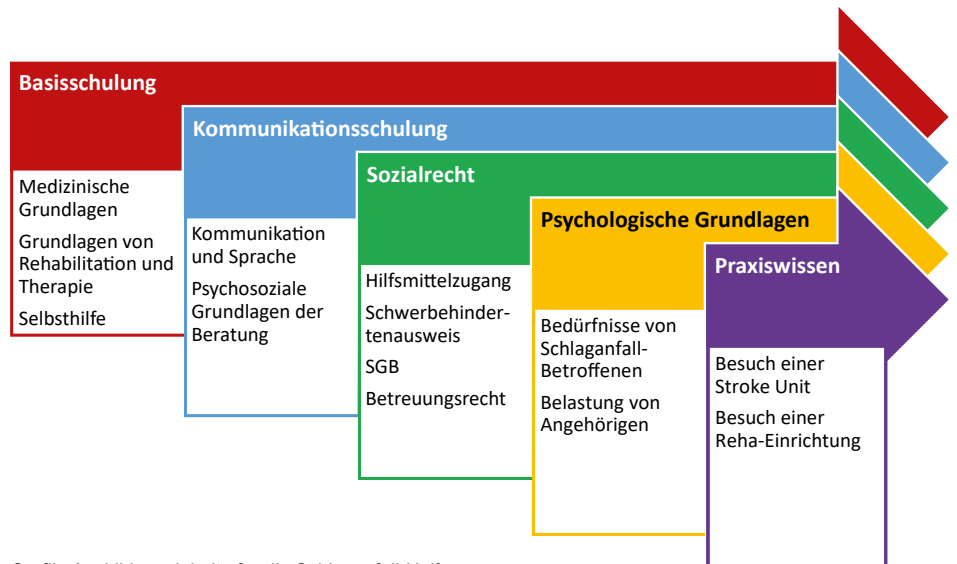 Basisschulung
Medizinische
Grundlagen
Grundlagen von
Rehabilitation und
Therapie
Selbsthilfe
Kommunikationsschulung
Kommunikation
und Sprache
Psychosoziale
Grundlagen der
Beratung
Sozialrecht
Hilfsmittelzugang
Schwerbehinder-
tenausweis
SGB
Betreuungsrecht
Psychologische Grundlagen
Bedürfnisse von
Schlaganfall-
Betroffenen
Belastung von
Angehörigen
Praxiswissen
Besuch einer
Stroke Unit
Besuch einer
Reha-Einrichtung